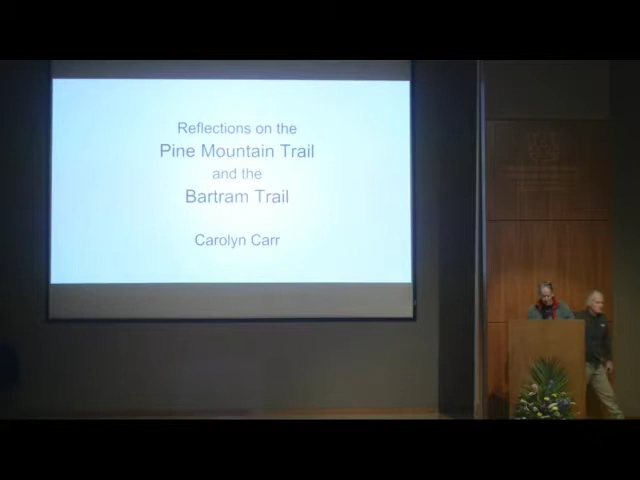 Reflections on the
Pine Mountain Trail
and the
Bartram Trail
Carolyn Carr